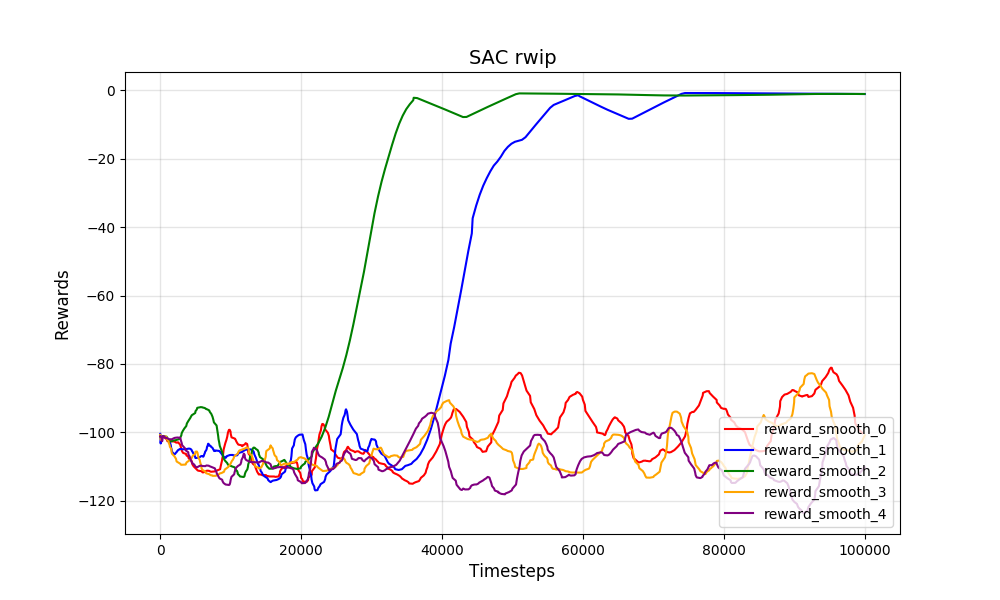 SAC rwip
Rewards
0
−20
−40
−60
−80
−100
−120
reward_smooth_0
reward_smooth_1
reward_smooth_2
reward_smooth_3
reward_smooth_4
0 20000 40000 60000 80000 100000
Timesteps